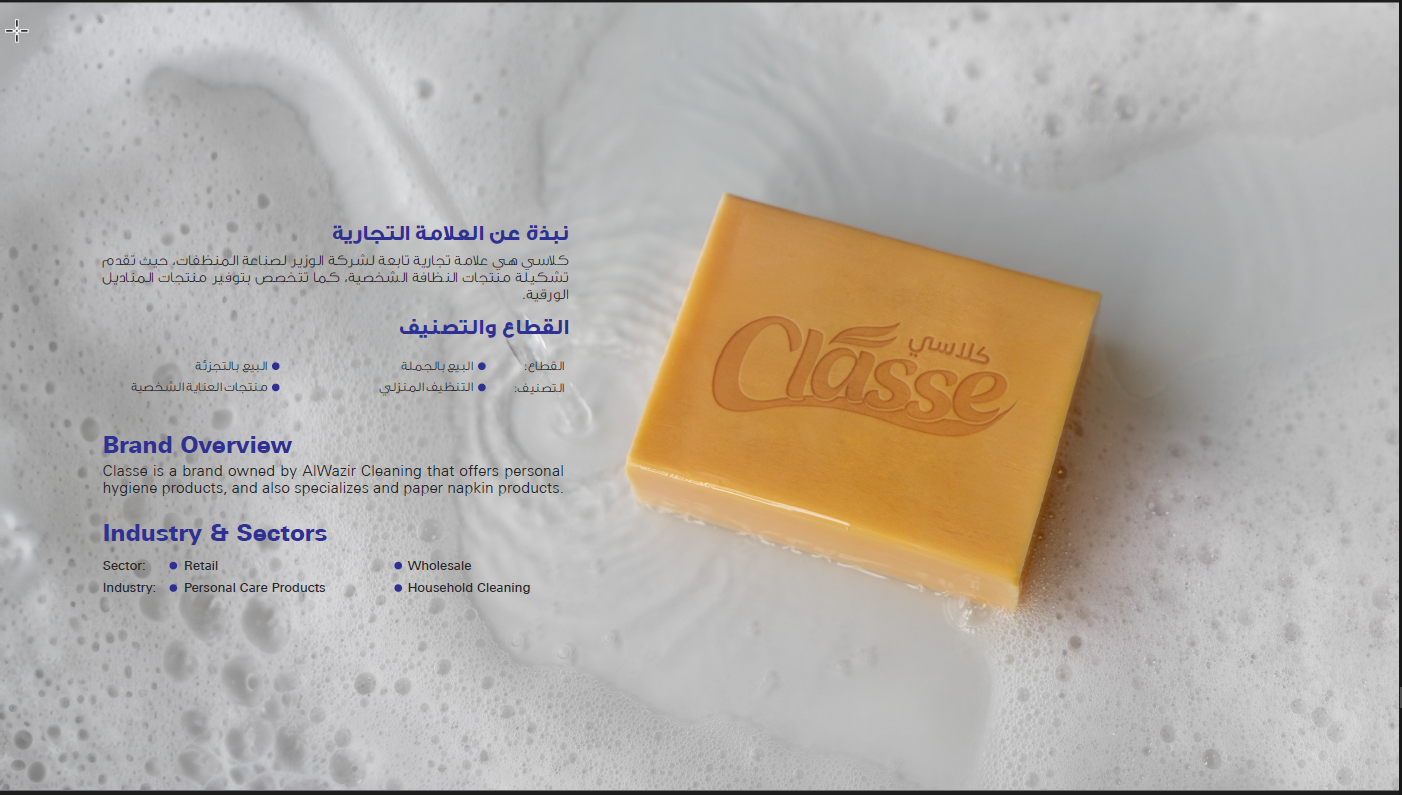 نبذة عن العلامة التجارية
كلاسي هي علامة تجارية تابعة لشركة الوزير لصناعة المنظفات، حيث تقدم
تشكيلة منتجات النظافة الشخصية، كما تتخصص بتوفير منتجات المناديل
الورقية.
القطاع والتصنيف
القطاع: البيع بالجملة البيع بالتجزئة
التصنيف: التنظيف المنزلي منتجات العناية الشخصية
Brand Overview
Classe is a brand owned by AlWazir Cleaning that offers personal
hygiene products, and also specializes and paper napkin products.
Industry & Sectors
Sector: Retail Wholesale
Industry: Personal Care Products Household Cleaning
كلاسي
Classe